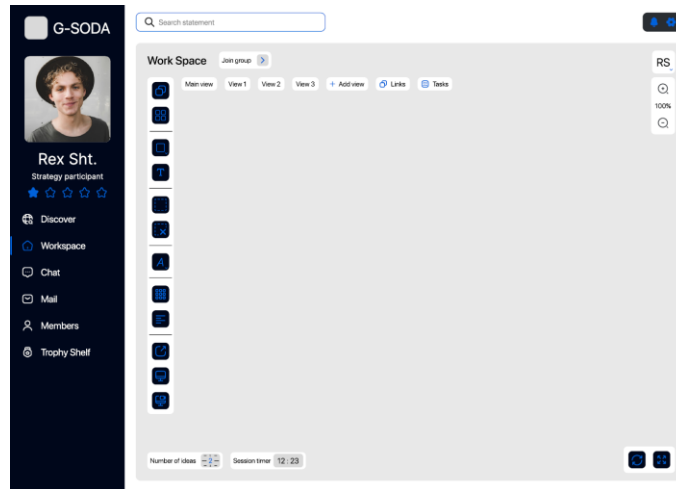 G-SODA
Search statement
Rex Sht.
Strategy participant
Discover
Workspace
Chat
Mail
Members
Trophy Shelf
Work Space
Join group
RS
Main view
View 1
View 2
View 3
+ Add view
Links
Tasks
100%
T
A
Number of ideas
2
Session timer
12 : 23